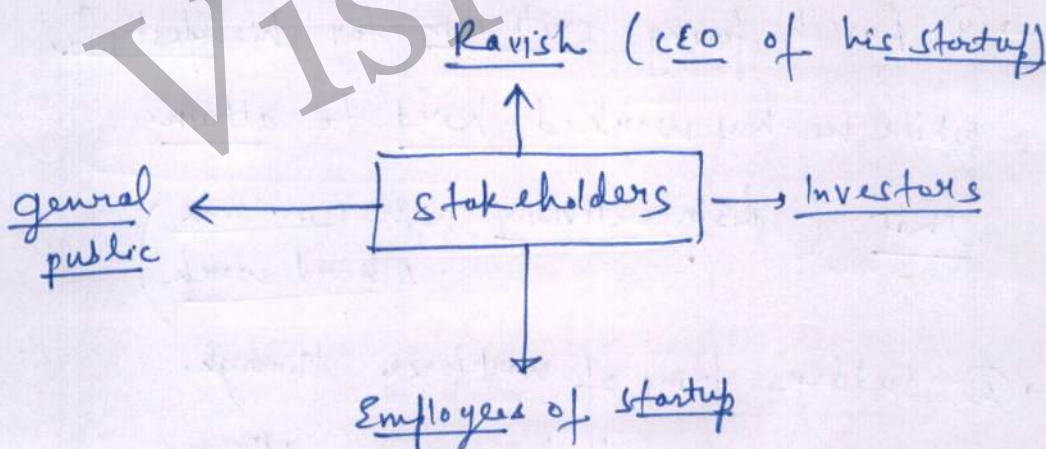 Ravish (CEO of his startup)
general
public
stakeholders
Investors
Employees of startup